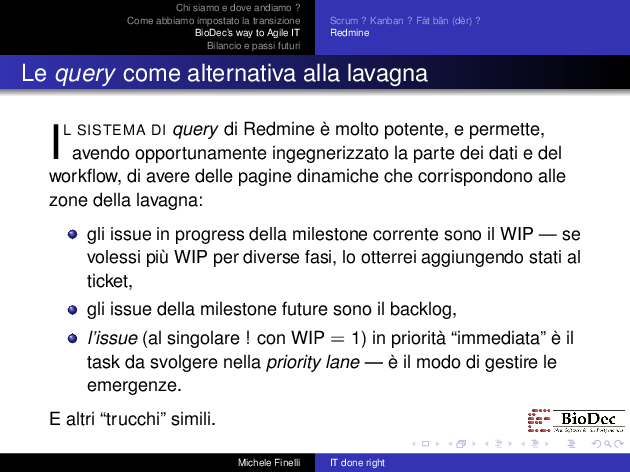 Chi siamo e dove andiamo ?
Come abbiamo impostato la transizione
BioDec's way to Agile IT
Bilancio e passi futuri
Scrum ? Kanban ? Fàt bãn (dèr) ?
Redmine
Le query come alternativa alla lavagna
IL SISTEMA DI query di Redmine è molto potente, e permette,
avendo opportunamente ingegnerizzato la parte dei dati e del
workflow, di avere delle pagine dinamiche che corrispondono alle
zone della lavagna:
gli issue in progress della milestone corrente sono il WIP — se
volessi più WIP per diverse fasi, lo otterrei aggiungendo stati al
ticket,
gli issue della milestone future sono il backlog,
l'issue (al singolare ! con WIP = 1) in priorità “immediata” è il
task da svolgere nella priority lane — è il modo di gestire le
emergenze.
E altri “trucchi” simili.
BioDec
Michele Finelli
IT done right